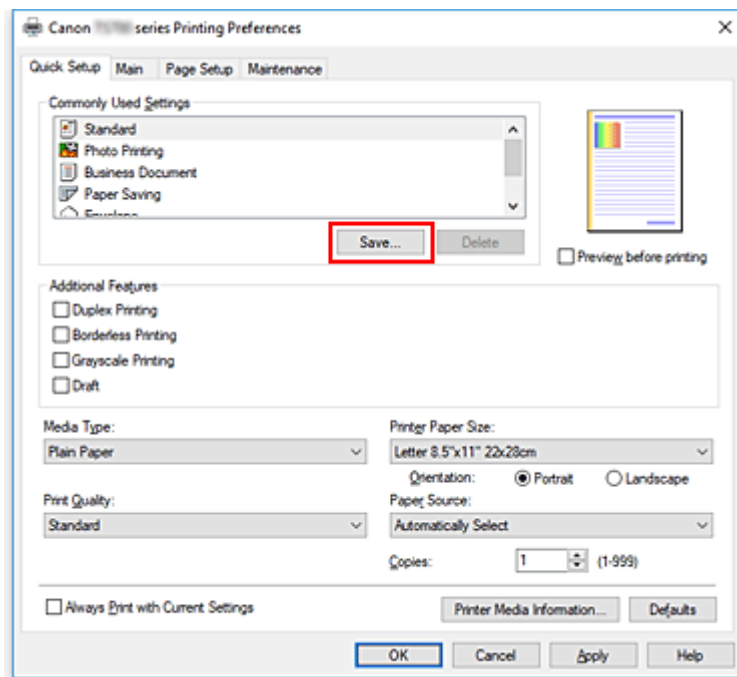 Canon series Printing Preferences
Quick Setup Main Page Setup Maintenance
Commonly Used Settings
Standard
Photo Printing
Business Document
Paper Saving
Save... Delete
Preview before printing
Additional Features
Duplex Printing
Borderless Printing
Grayscale Printing
Draft
Media Type: Printer Paper Size:
Plain Paper Letter 8.5"x11" 22x28cm
Orientation: Portrait Landscape
Print Quality: Paper Source:
Standard Automatically Select
Copies: 1 (1-999)
Always Print with Current Settings Printer Media Information... Defaults
OK Cancel Apply Help